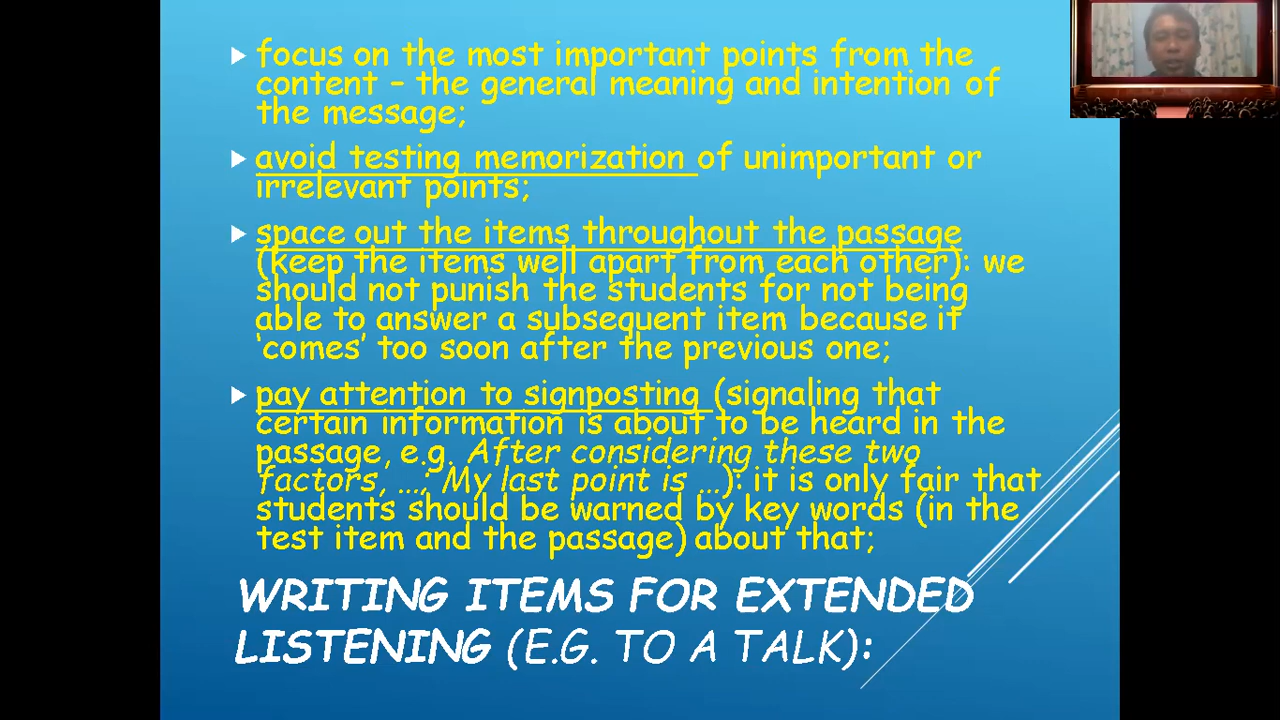 focus on the most important points from the
content – the general meaning and intention of
the message;
avoid testing memorization of unimportant or
irrelevant points;
space out the items throughout the passage
(keep the items well apart from each other): we
should not punish the students for not being
able to answer a subsequent item because it
‘comes’ too soon after the previous one;
pay attention to signposting (signaling that
certain information is about to be heard in the
passage, e.g. After considering these two
factors, ...; My last point is ...): it is only fair that
students should be warned by key words (in the
test item and the passage) about that;
WRITING ITEMS FOR EXTENDED
LISTENING (E.G. TO A TALK):